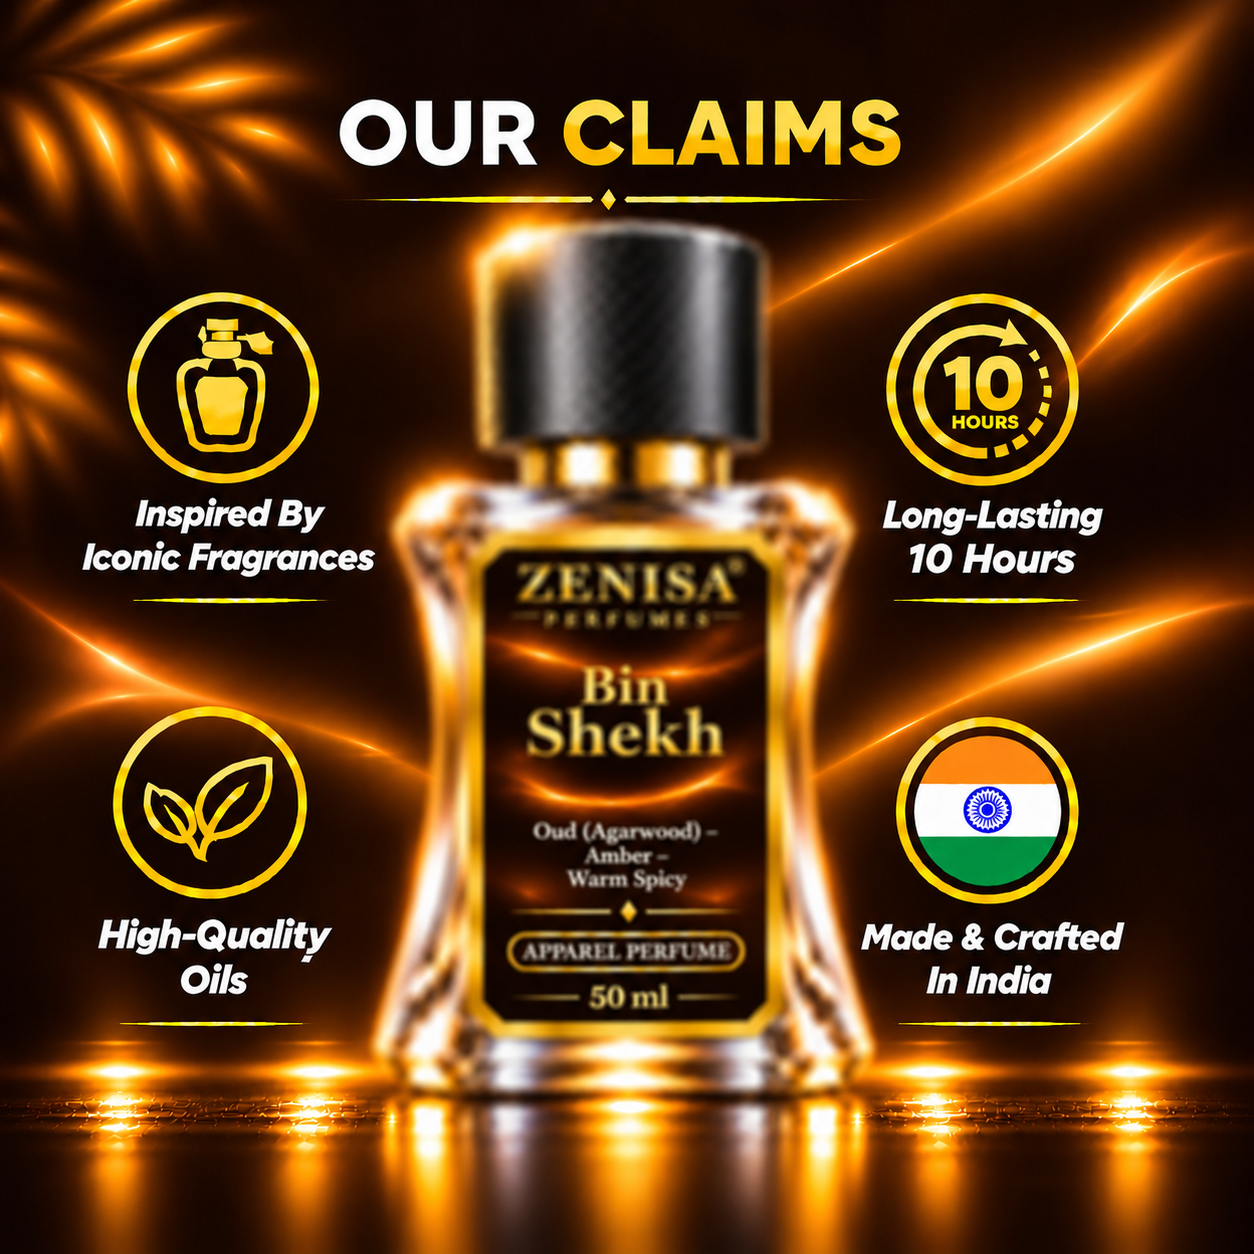 OUR CLAIMS
Inspired By
Iconic Fragrances
10
HOURS
Long-Lasting
10 Hours
ZENISA®
PERFUMES
Bin
Shekh
Oud (Agarwood) –
Amber –
Warm Spicy
APPAREL PERFUME
50 ml
High-Quality
Oils
Made & Crafted
In India